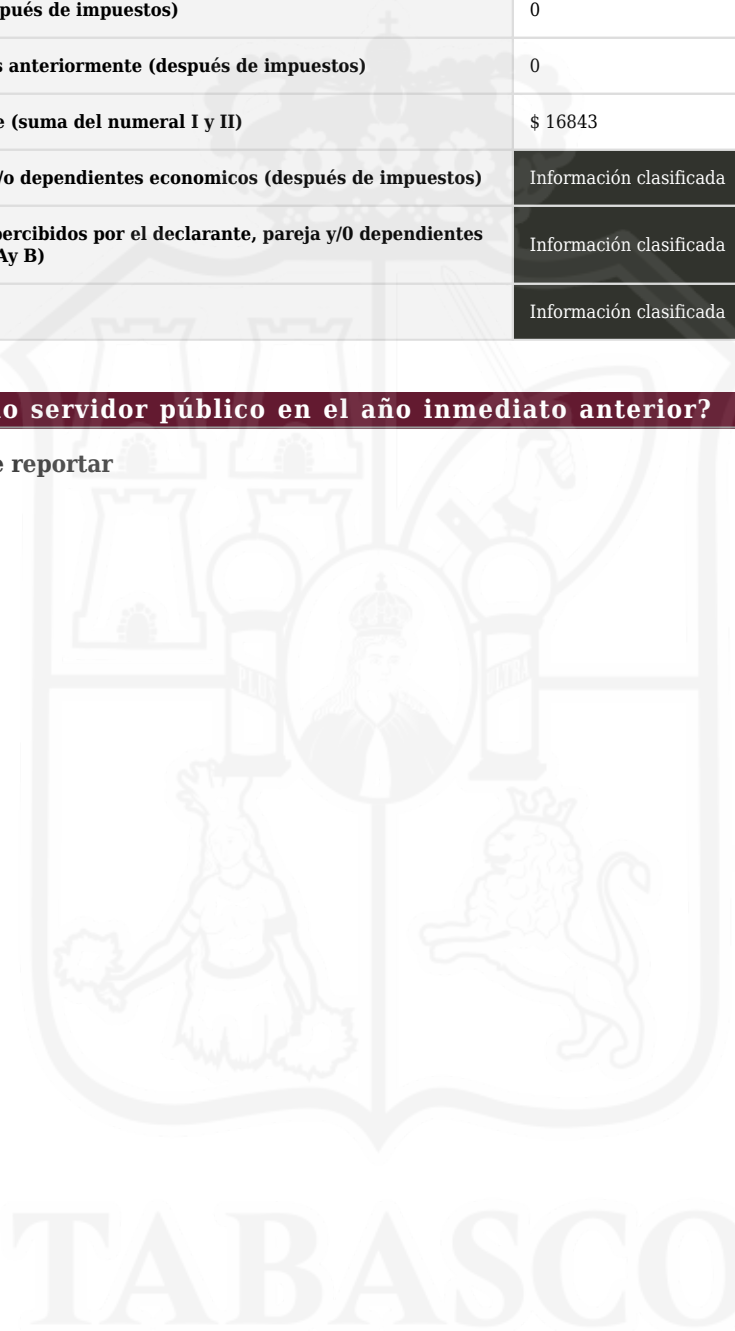 pués de impuestos)
0
s anteriormente (después de impuestos)
0
e (suma del numeral I y II)
$ 16843
/o dependientes economicos (después de impuestos)
Información clasificada
percibidos por el declarante, pareja y/0 dependientes
Ay B)
Información clasificada
Información clasificada
o servidor público en el año inmediato anterior?
e reportar
PLUS
ULTRA
TABASCO